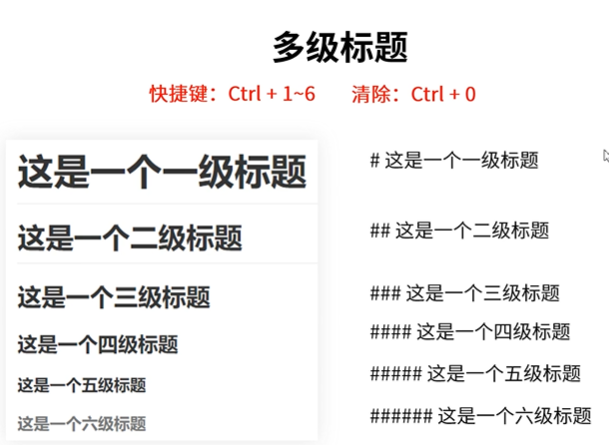 多级标题
快捷键：Ctrl + 1~6 清除：Ctrl + 0
这是一个一级标题
# 这是一个一级标题
这是一个二级标题
## 这是一个二级标题
这是一个三级标题
### 这是一个三级标题
这是一个四级标题
#### 这是一个四级标题
这是一个五级标题
##### 这是一个五级标题
这是一个六级标题
###### 这是一个六级标题